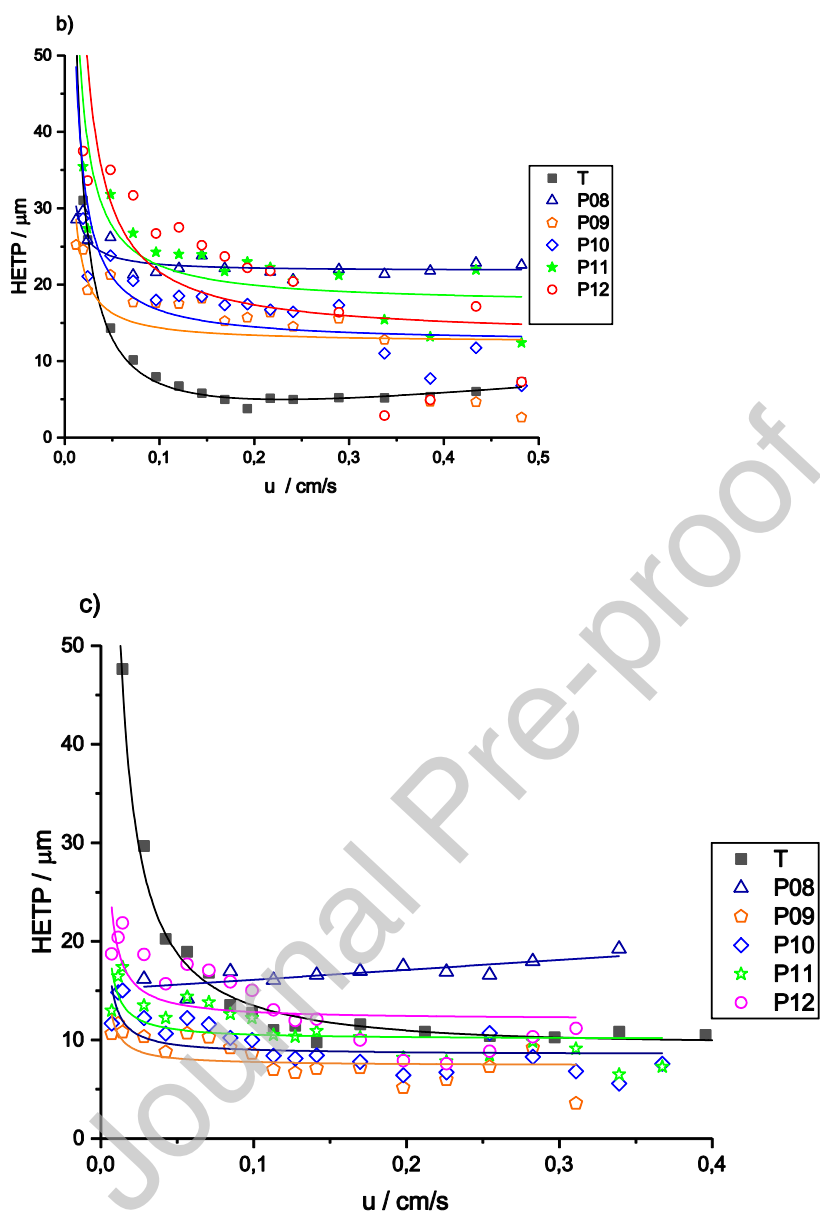 b)
50
40
30
20
10
0
HETP / μm
0,0 0,1 0,2 0,3 0,4 0,5
u / cm/s
T
P08
P09
P10
P11
P12
c)
50
40
30
20
10
0
HETP / μm
0,0 0,1 0,2 0,3 0,4
u / cm/s
T
P08
P09
P10
P11
P12
Journal Pre-proof